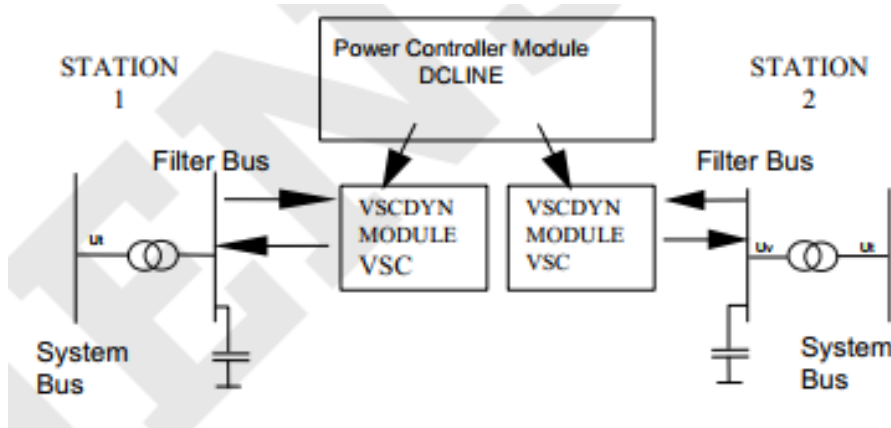 Power Controller Module
DCLINE
STATION
1
STATION
2
Filter Bus
Filter Bus
VSCDYN
MODULE
VSC
VSCDYN
MODULE
VSC
Ut
Uv
Ut
System
Bus
System
Bus